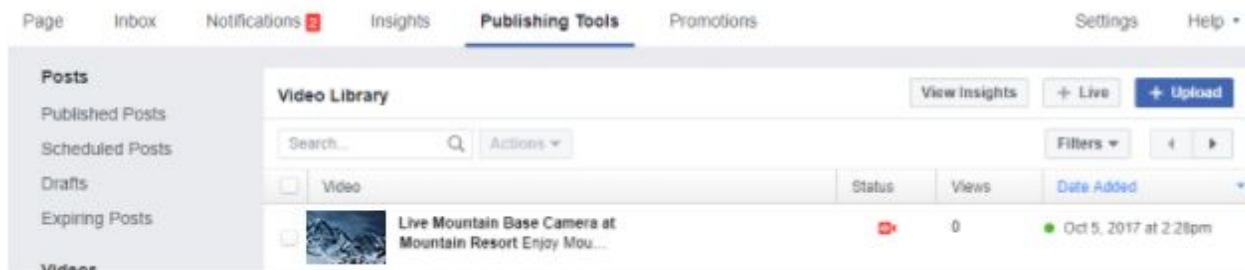 Page Inbox Notifications 2 Insights Publishing Tools Promotions Settings Help
Posts
Published Posts
Scheduled Posts
Drafts
Expiring Posts
Videos
Video Library View Insights + Live + Upload
Search... Actions Filters
Video Status Views Date Added
Live Mountain Base Camera at
Mountain Resort Enjoy Mou...
0 Oct 5, 2017 at 2:28pm